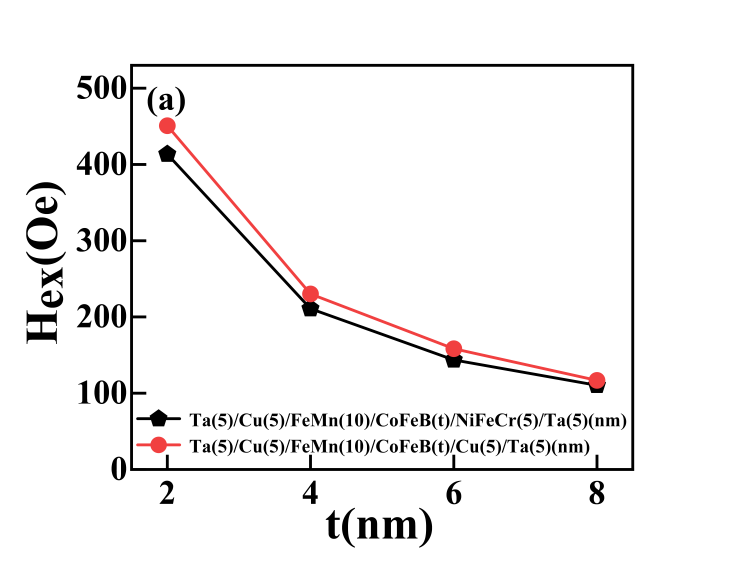 500
(a)
400
300
200
100
0
Hex(Oe)
Ta(5)/Cu(5)/FeMn(10)/CoFeB(t)/NiFeCr(5)/Ta(5)(nm)
Ta(5)/Cu(5)/FeMn(10)/CoFeB(t)/Cu(5)/Ta(5)(nm)
2 4 6 8
t(nm)